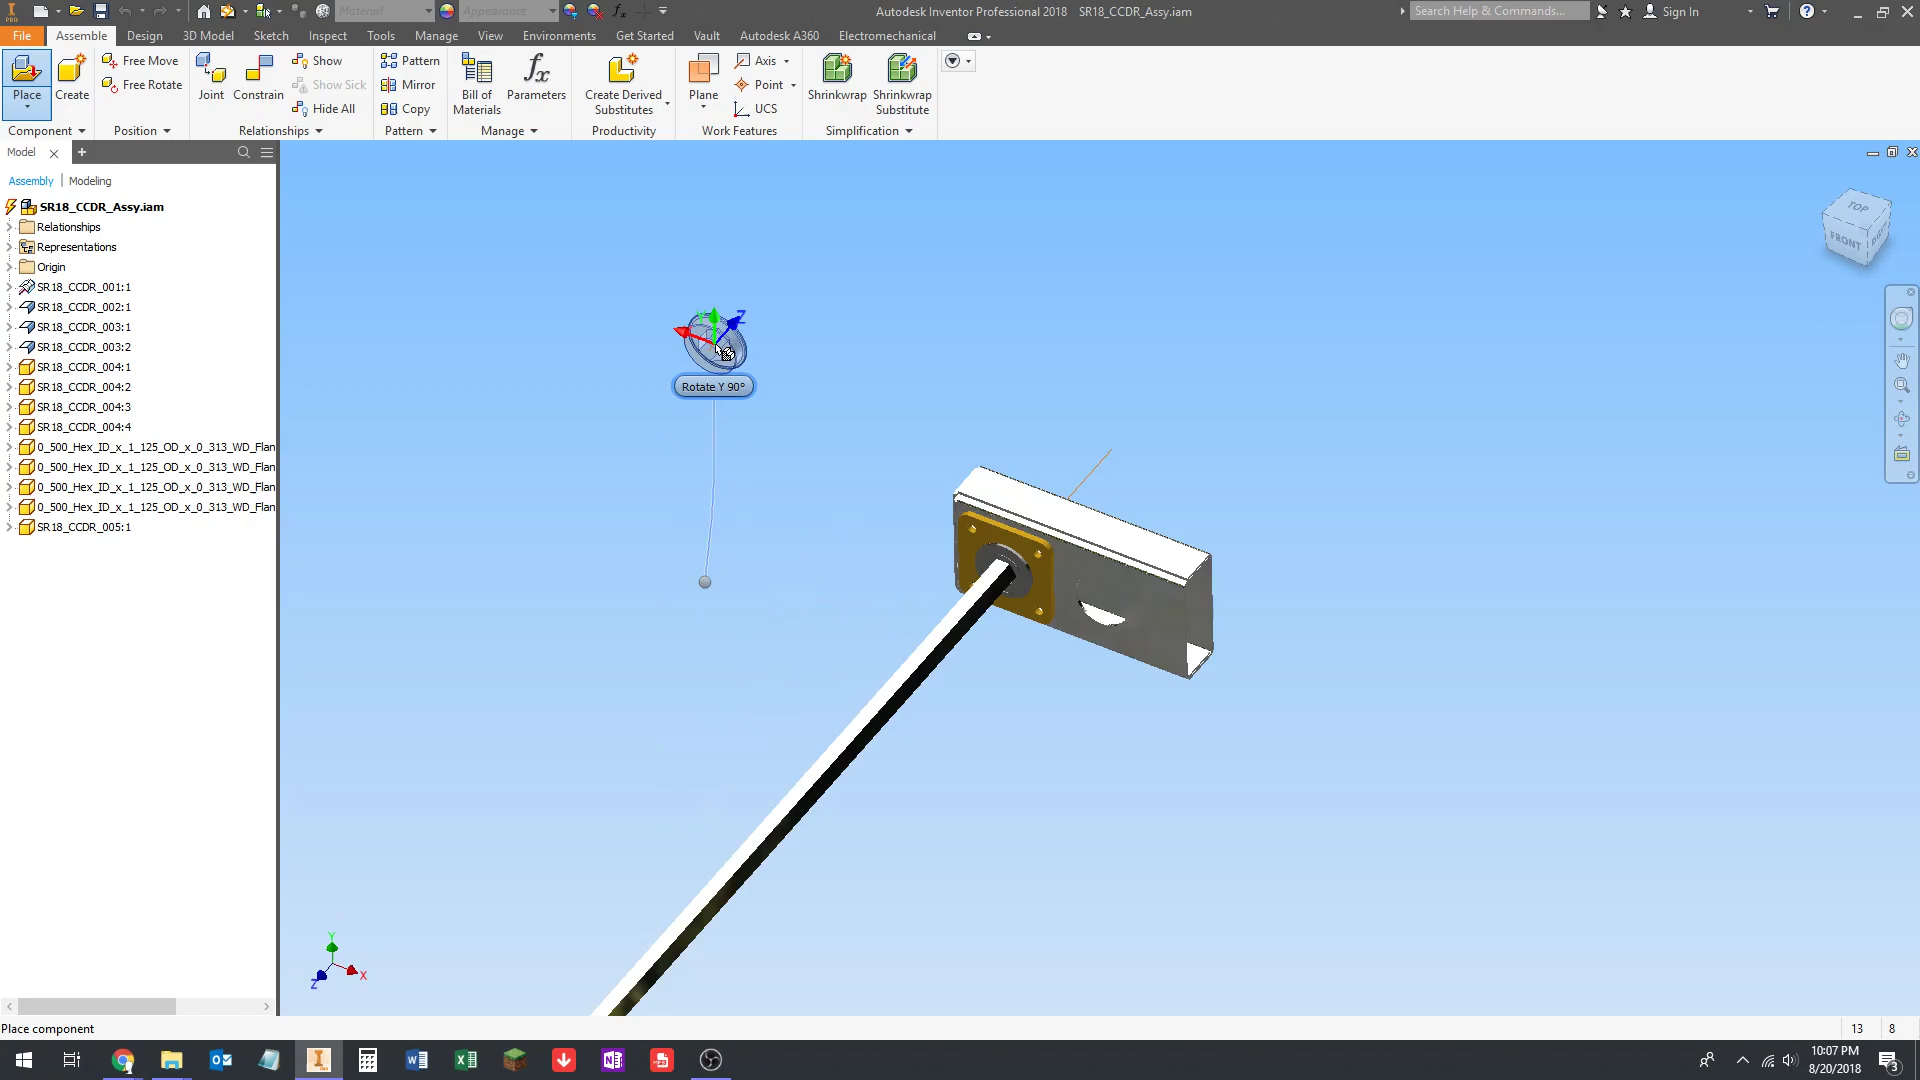 Material
Appearance
Autodesk Inventor Professional 2018 SR18_CCDR_Assy.iam
Search Help & Commands...
Sign In
PRO
File Assemble Design 3D Model Sketch Inspect Tools Manage View Environments Get Started Vault Autodesk A360 Electromechanical
Place
Create
Free Move
Free Rotate
Joint
Constrain
Show
Show Sick
Hide All
Pattern
Mirror
Copy
Bill of
Materials
Parameters
Create Derived
Substitutes
Plane
Axis
Point
UCS
Shrinkwrap
Shrinkwrap
Substitute
Component Position Relationships Pattern Manage Productivity Work Features Simplification
Model
Assembly Modeling
SR18_CCDR_Assy.iam
Relationships
Representations
Origin
SR18_CCDR_001:1
SR18_CCDR_002:1
SR18_CCDR_003:1
SR18_CCDR_003:2
SR18_CCDR_004:1
SR18_CCDR_004:2
SR18_CCDR_004:3
SR18_CCDR_004:4
0_500_Hex_ID_x_1_125_OD_x_0_313_WD_Flan
0_500_Hex_ID_x_1_125_OD_x_0_313_WD_Flan
0_500_Hex_ID_x_1_125_OD_x_0_313_WD_Flan
0_500_Hex_ID_x_1_125_OD_x_0_313_WD_Flan
SR18_CCDR_005:1
Z
Rotate Y 90°
TOP
FRONT
Y
X
Z
Place component
13 8
10:07 PM
8/20/2018
3